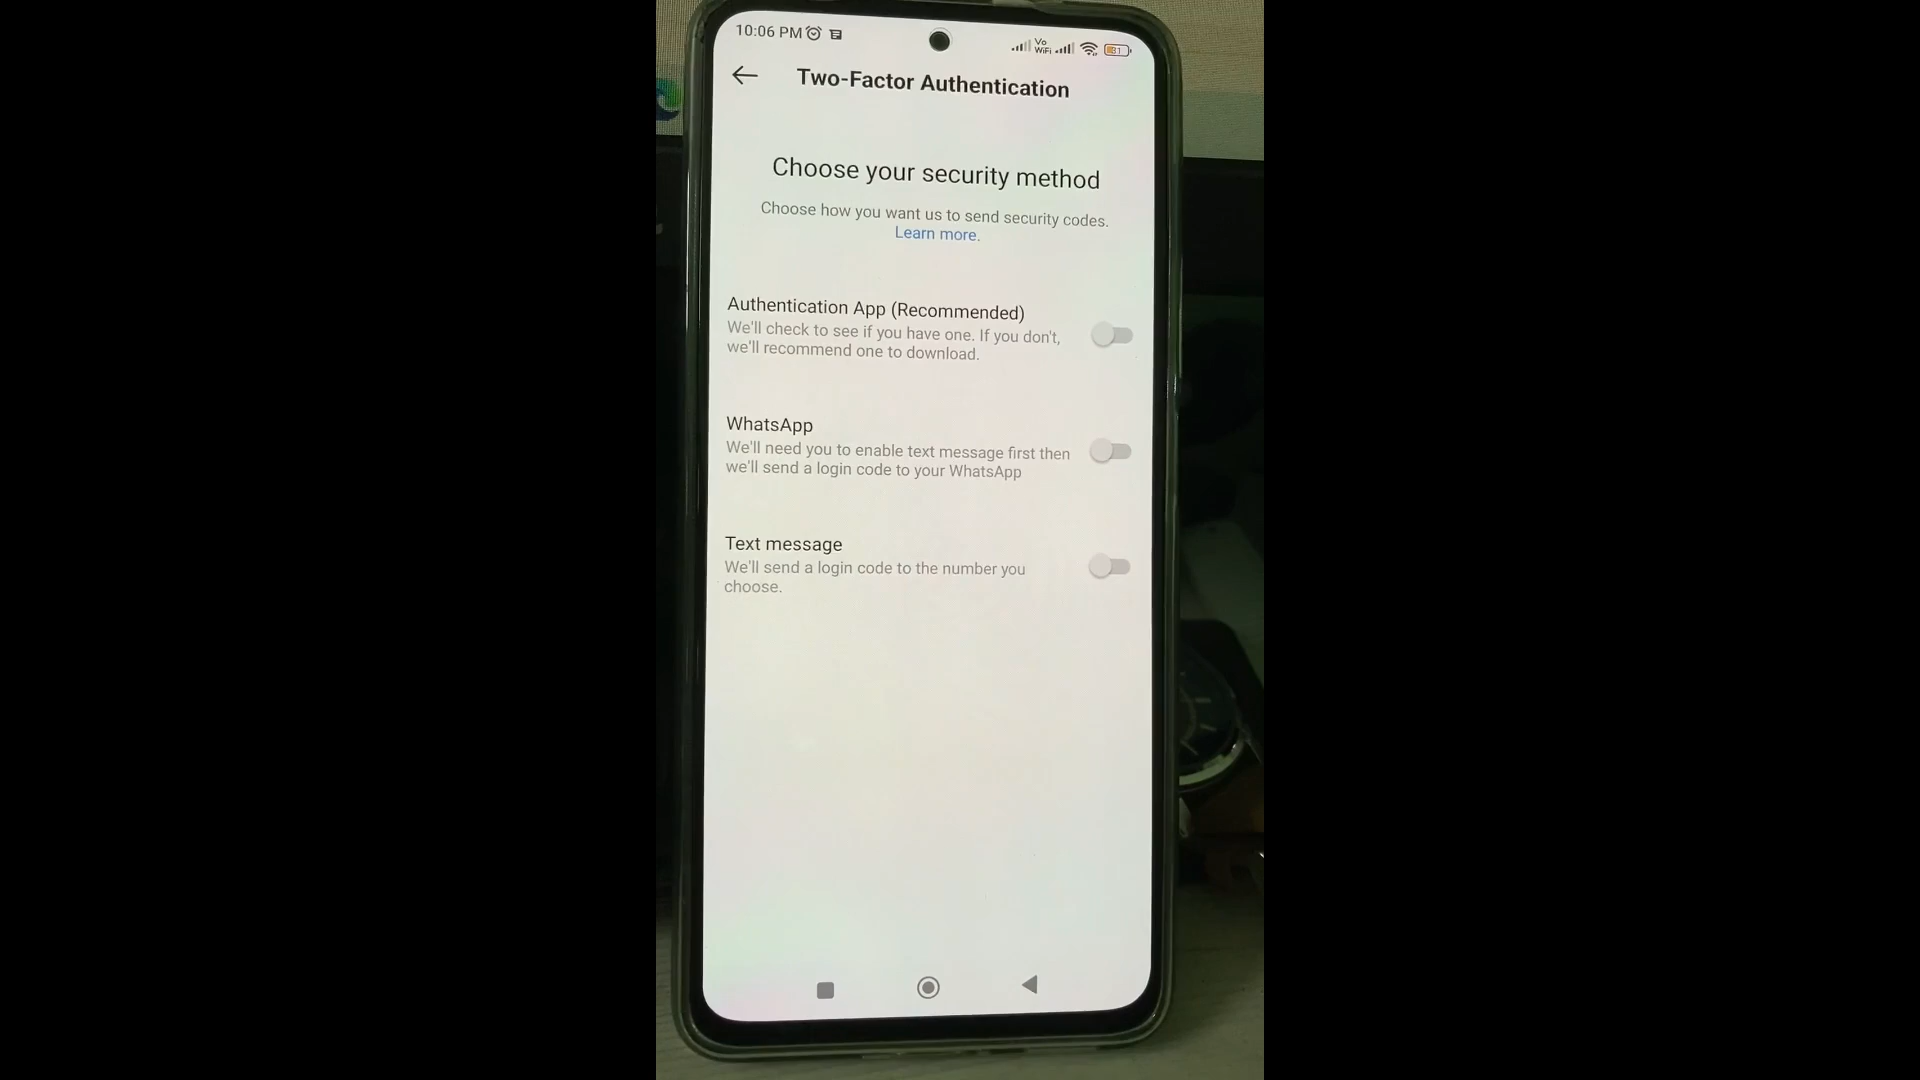 10:06 PM
Vo
WiFi
31
Two-Factor Authentication
Choose your security method
Choose how you want us to send security codes.
Learn more.
Authentication App (Recommended)
We'll check to see if you have one. If you don't,
we'll recommend one to download.
WhatsApp
We'll need you to enable text message first then
we'll send a login code to your WhatsApp
Text message
We'll send a login code to the number you
choose.